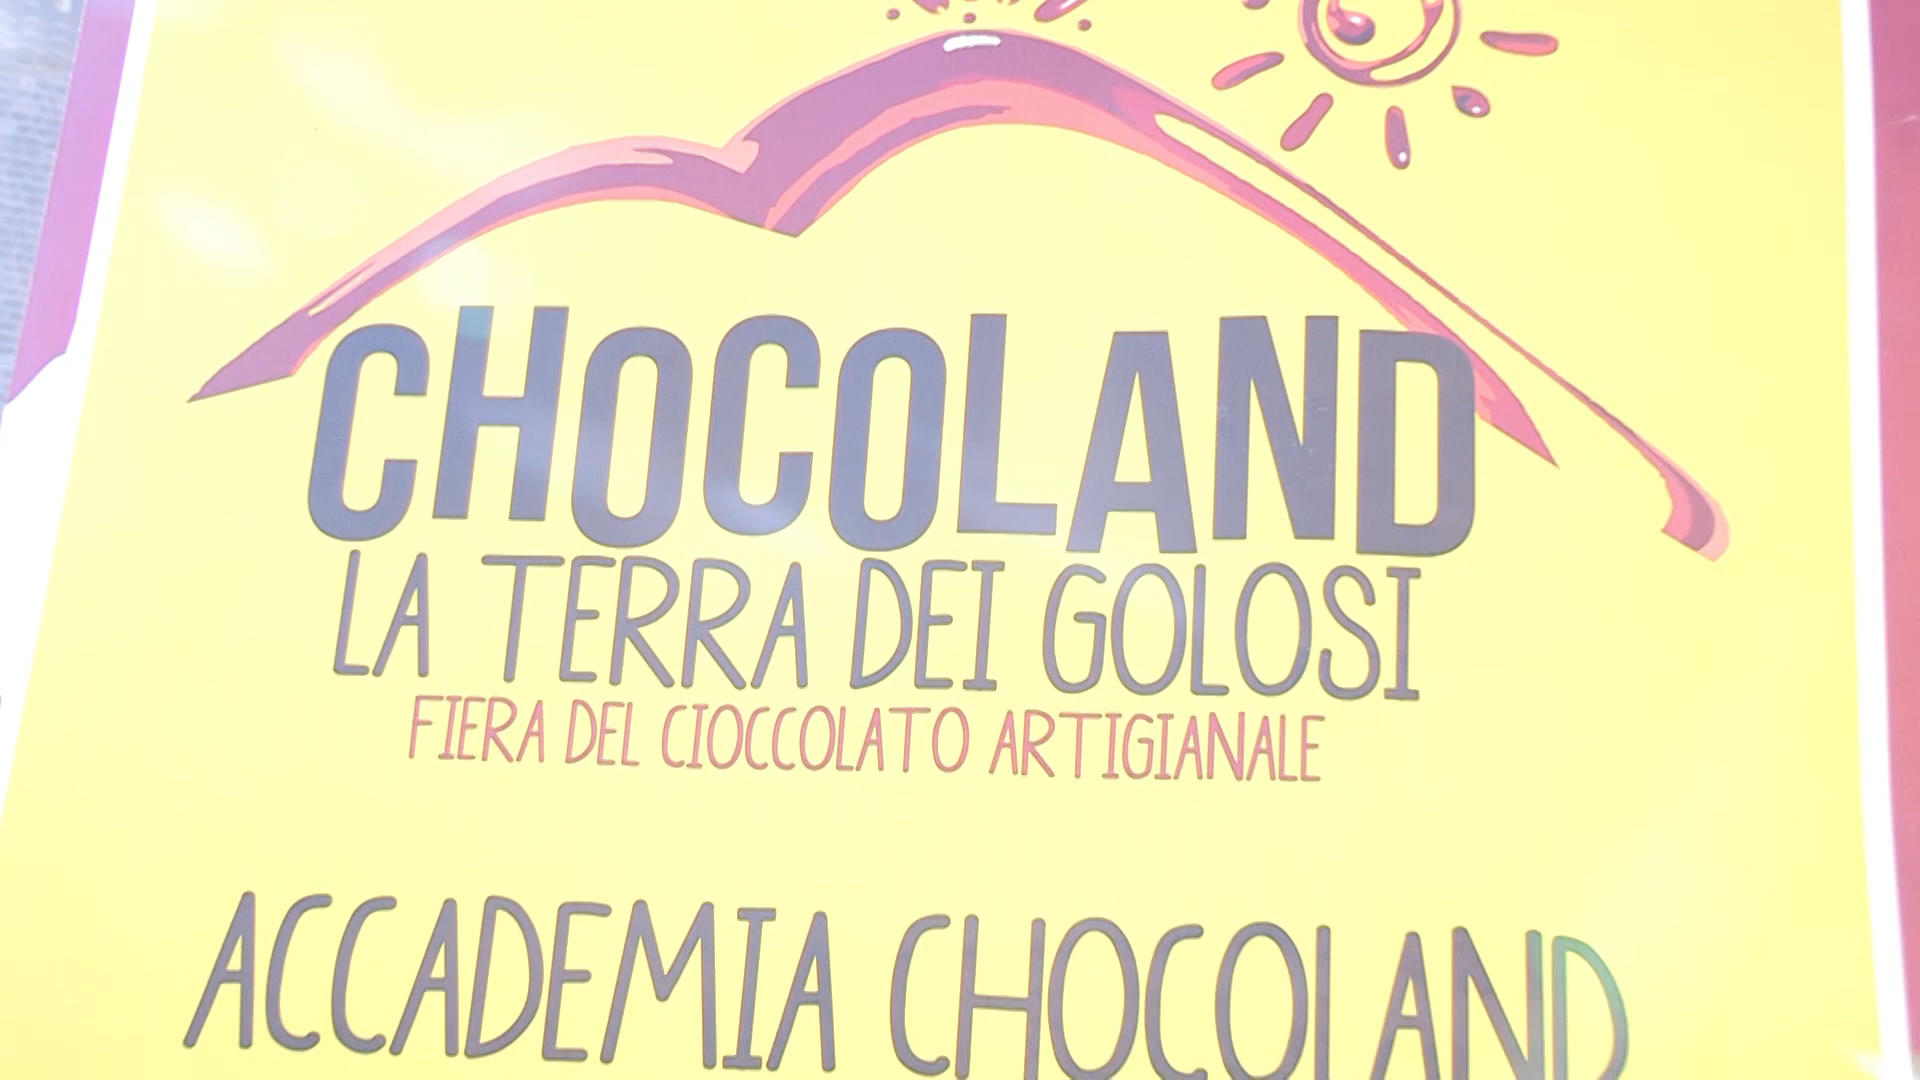 CHOCOLAND
LA TERRA DEI GOLOSI
FIERA DEL CIOCCOLATO ARTIGIANALE
ACCADEMIA CHOCOLAND